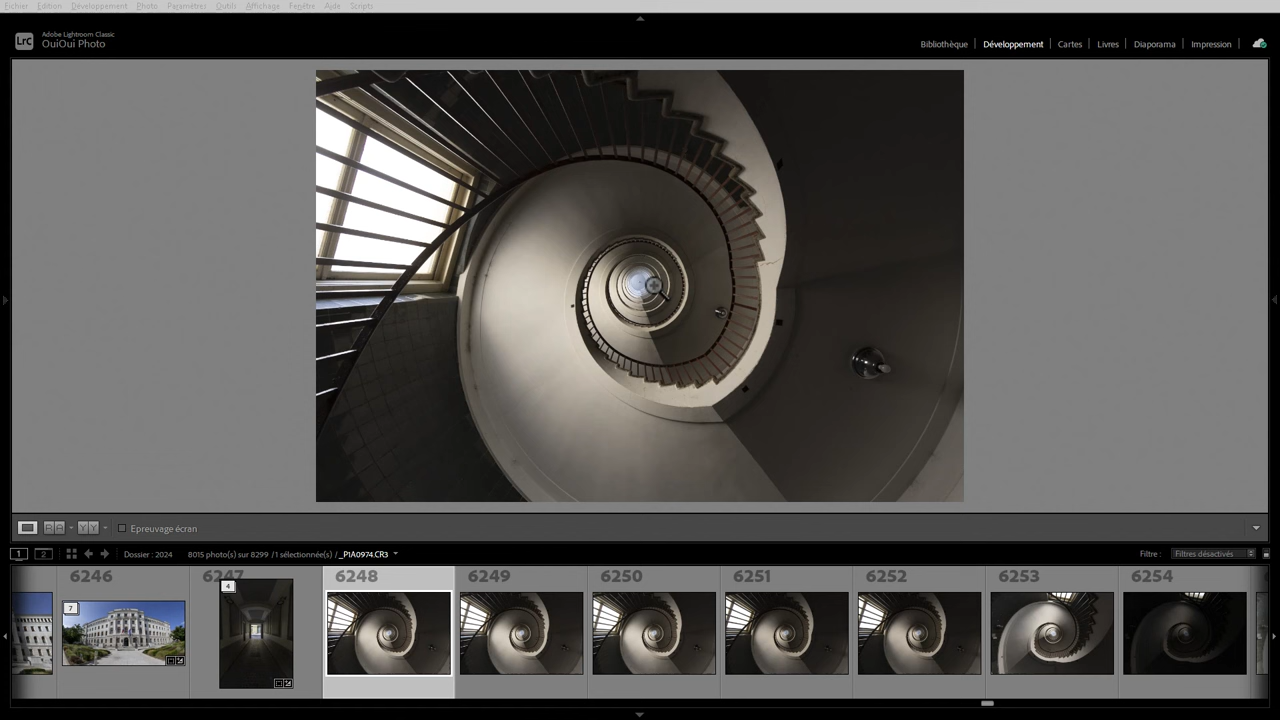 Fichier Edition Développement Photo Paramètres Outils Affichage Fenêtre Aide Scripts
Lrc
Adobe Lightroom Classic
OuiOui Photo
Bibliothèque Développement Cartes Livres Diaporama Impression
R A Y Y Epreuvage écran
1 2 Dossier : 2024 8015 photo(s) sur 8299 /1 sélectionnée(s) / _P1A0974.CR3 Filtre : Filtres désactivés
6246 6247 6248 6249 6250 6251 6252 6253 6254
7 4